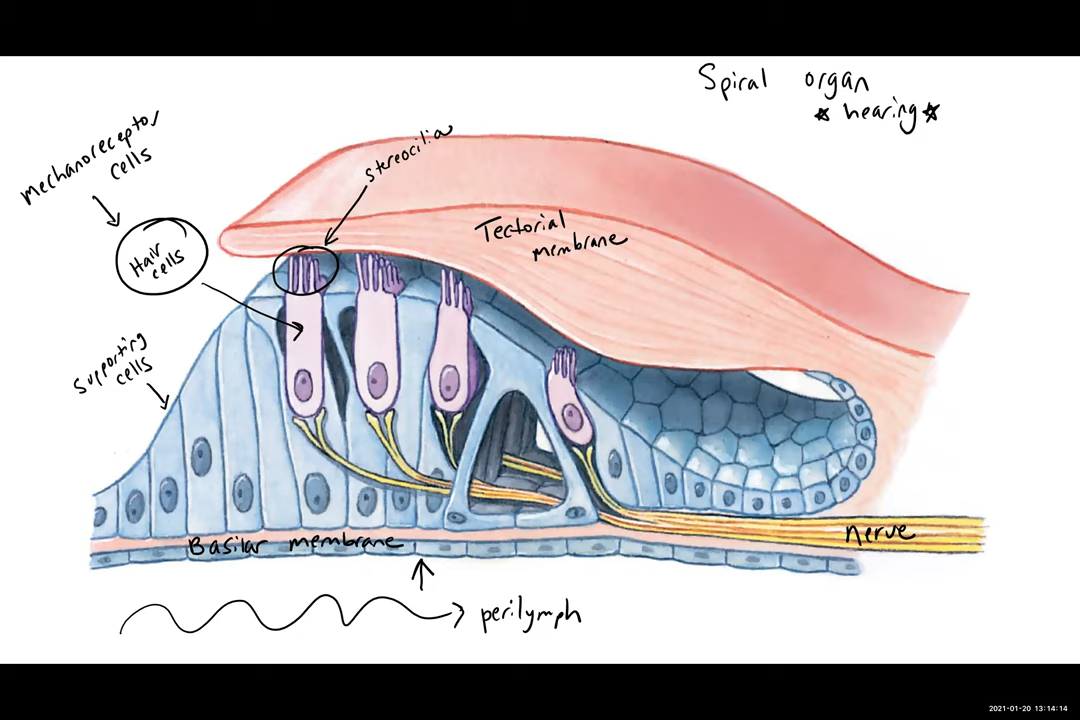 Spiral organ
★ hearing ★
mechanoreceptor
cells
stereocilia
Hair
cells
Tectorial
membrane
supporting
cells
Basilar membrane
nerve
perilymph
2021-01-20 13:14:14